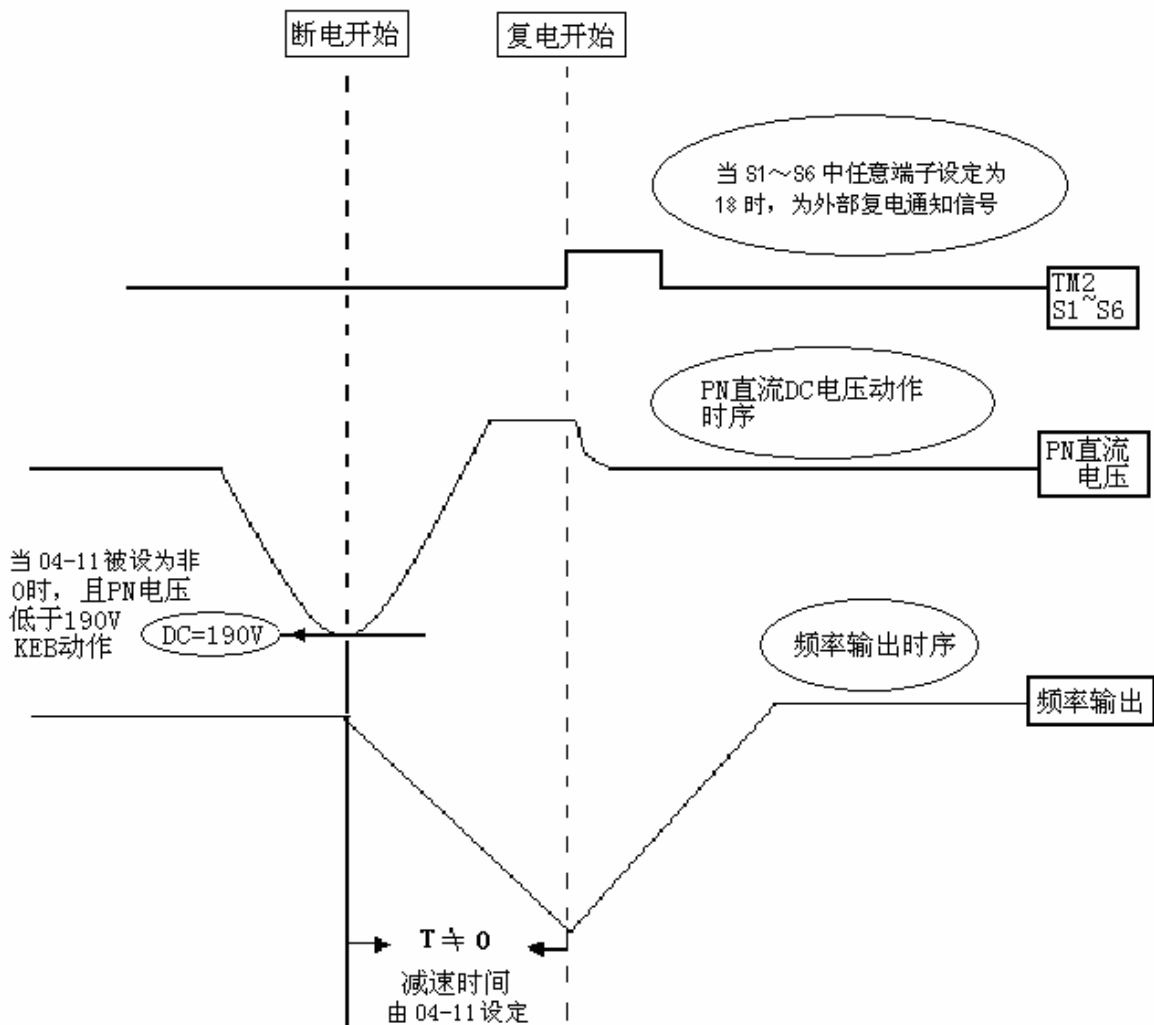 断电开始
复电开始
当 S1～S6 中任意端子设定为
18 时，为外部复电通知信号
TM2
S1~S6
PN直流DC电压动作
时序
PN直流
电压
当 04-11 被设为非
0时，且PN电压
低于190V
KEB动作
DC=190V
频率输出时序
频率输出
T ≒ 0
减速时间
由 04-11 设定